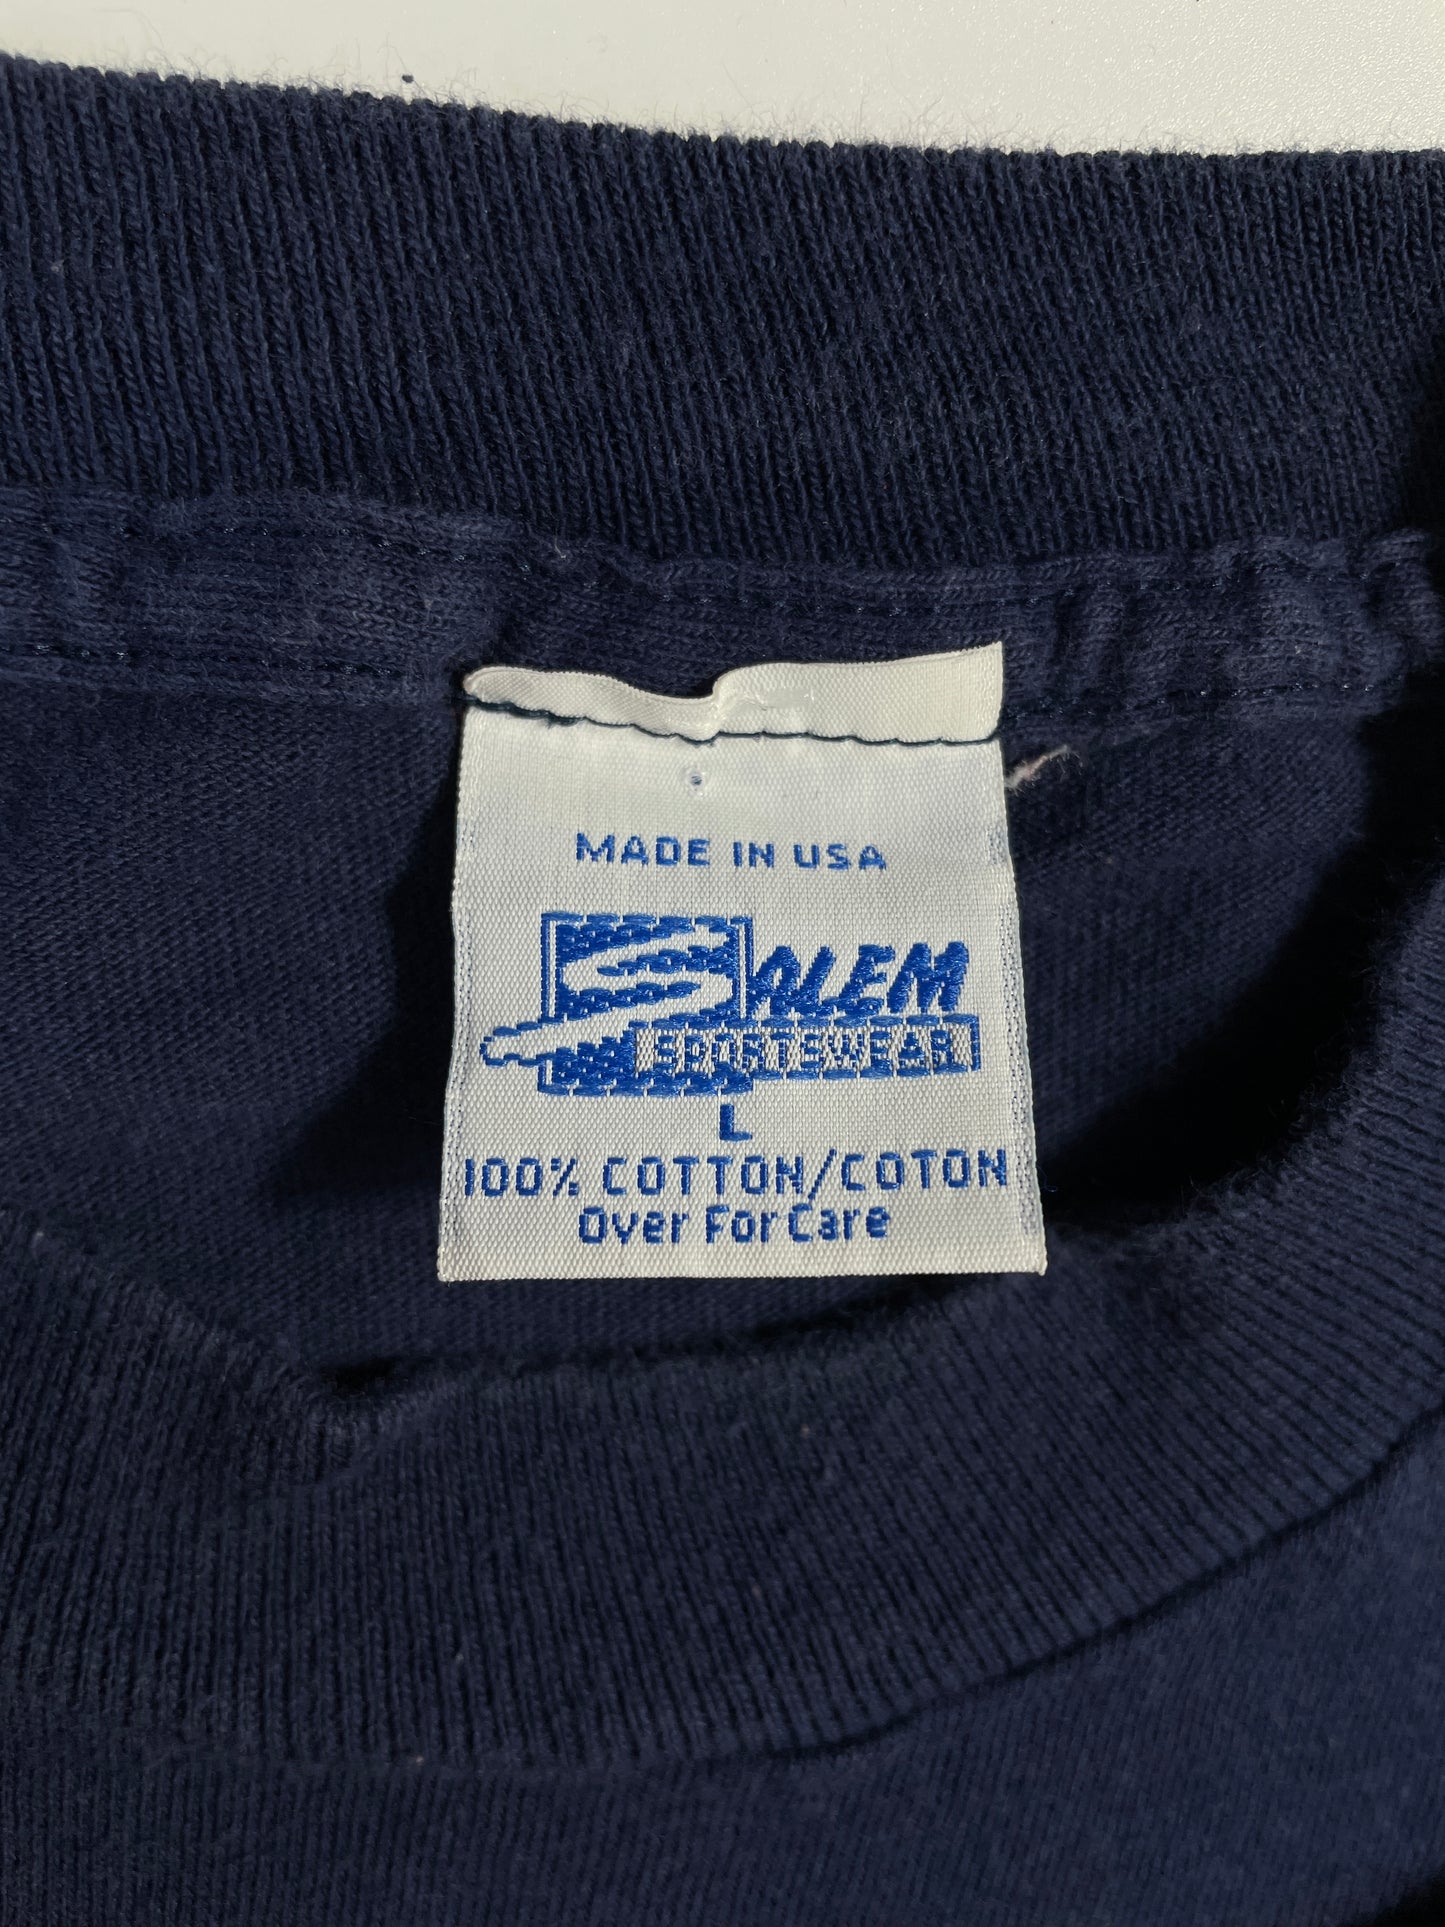 MADE IN USA
SALEM
SPORTSWEAR
L
100% COTTON/COTON
Over For Care